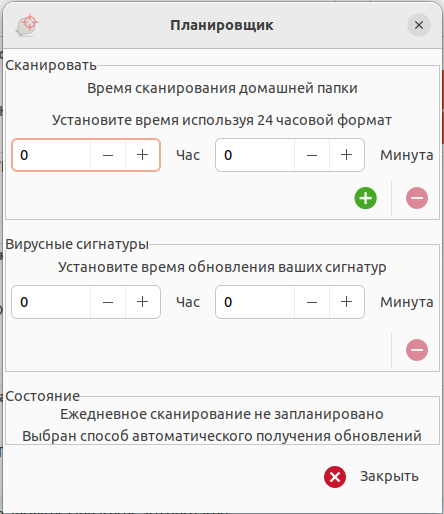 Планировщик
Сканировать
Время сканирования домашней папки
Установите время используя 24 часовой формат
0 Час 0 Минута
Вирусные сигнатуры
Установите время обновления ваших сигнатур
0 Час 0 Минута
Состояние
Ежедневное сканирование не запланировано
Выбран способ автоматического получения обновлений
Закрыть